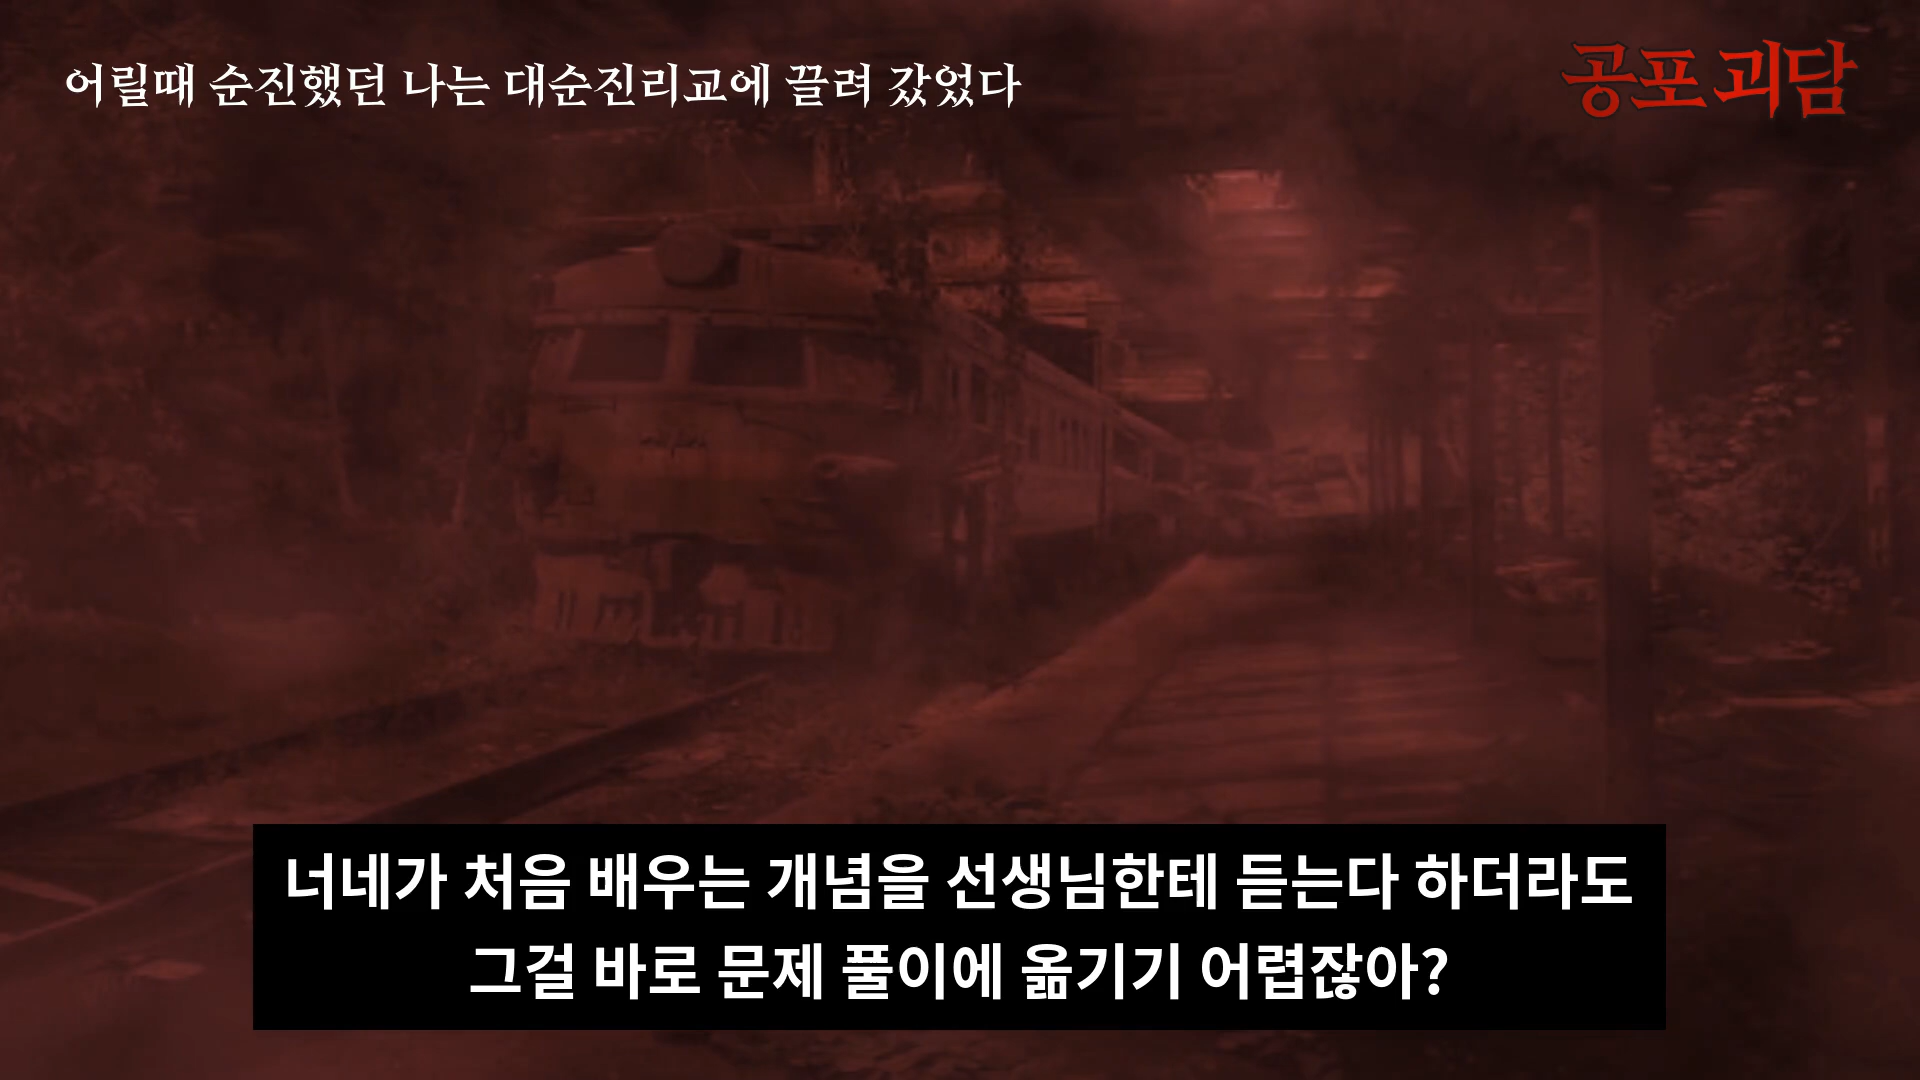 어릴때 순진했던 나는 대순진리교에 끌려 갔었다
공포 괴담
너네가 처음 배우는 개념을 선생님한테 듣는다 하더라도
그걸 바로 문제 풀이에 옮기기 어렵잖아?